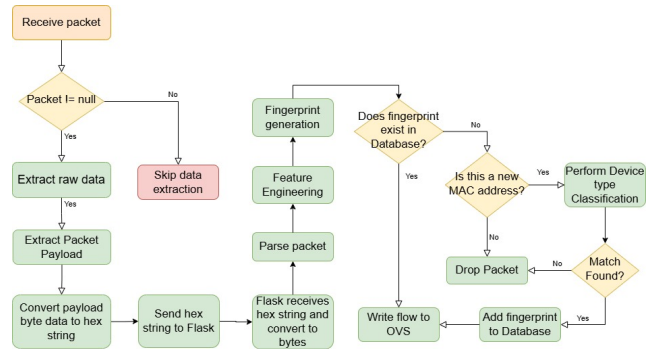 Receive packet
Packet != null
No
Yes
Extract raw data
Skip data
extraction
Yes
Extract Packet
Payload
Convert payload
byte data to hex
string
Send hex
string to Flask
Flask receives
hex string and
convert to
bytes
Parse packet
Feature
Engineering
Fingerprint
generation
Does fingerprint
exist in
Database?
No
Yes
Is this a new
MAC address?
Yes
No
Perform Device
type
Classification
Match
Found?
No
Drop Packet
Yes
Add fingerprint
to Database
Write flow to
OVS